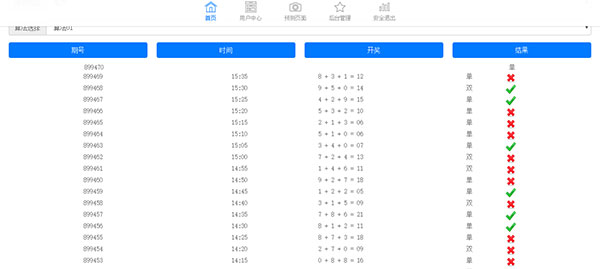 首页 用户中心 预测页面 后台管理 安全退出
算法选择 算法01
期号 时间 开奖 结果
899470 单
899469 15:35 8 + 3 + 1 = 12 单
899468 15:30 9 + 5 + 0 = 14 双
899467 15:25 4 + 2 + 9 = 15 单
899466 15:20 5 + 3 + 2 = 10 单
899465 15:15 2 + 1 + 3 = 06 单
899464 15:10 5 + 1 + 0 = 06 单
899463 15:05 3 + 4 + 0 = 07 单
899462 15:00 7 + 2 + 4 = 13 双
899461 14:55 1 + 4 + 6 = 11 双
899460 14:50 9 + 2 + 7 = 18 单
899459 14:45 1 + 2 + 2 = 05 单
899458 14:40 3 + 1 + 5 = 09 双
899457 14:35 7 + 8 + 6 = 21 单
899456 14:30 8 + 1 + 2 = 11 单
899455 14:25 8 + 7 + 3 = 18 单
899454 14:20 2 + 7 + 0 = 09 双
899453 14:15 0 + 8 + 8 = 16 单